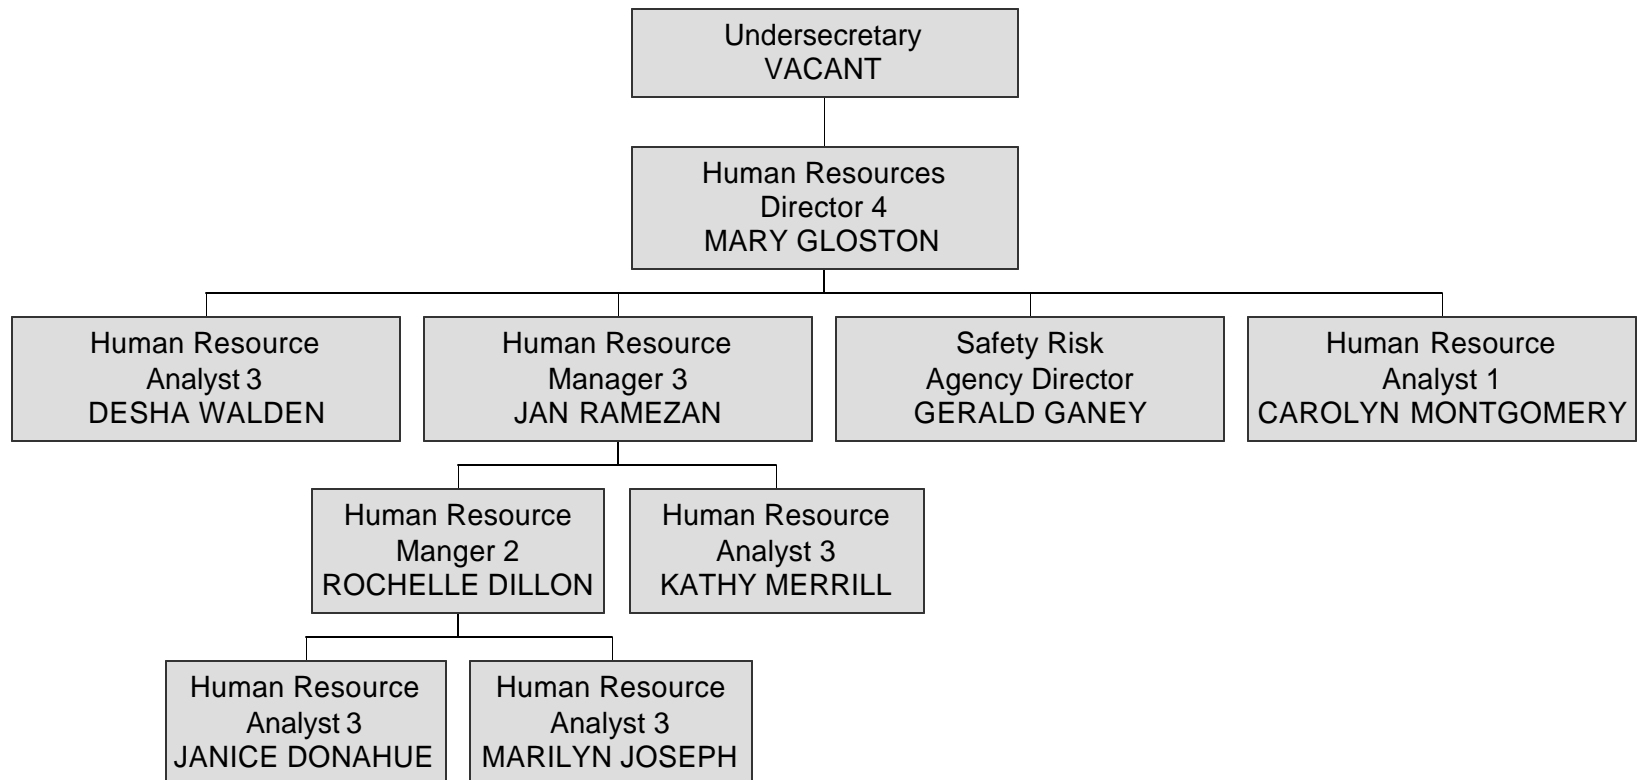 Undersecretary
VACANT
Human Resources
Director 4
MARY GLOSTON
Human Resource
Analyst 3
DESHA WALDEN
Human Resource
Manager 3
JAN RAMEZAN
Safety Risk
Agency Director
GERALD GANEY
Human Resource
Analyst 1
CAROLYN MONTGOMERY
Human Resource
Manger 2
ROCHELLE DILLON
Human Resource
Analyst 3
KATHY MERRILL
Human Resource
Analyst 3
JANICE DONAHUE
Human Resource
Analyst 3
MARILYN JOSEPH